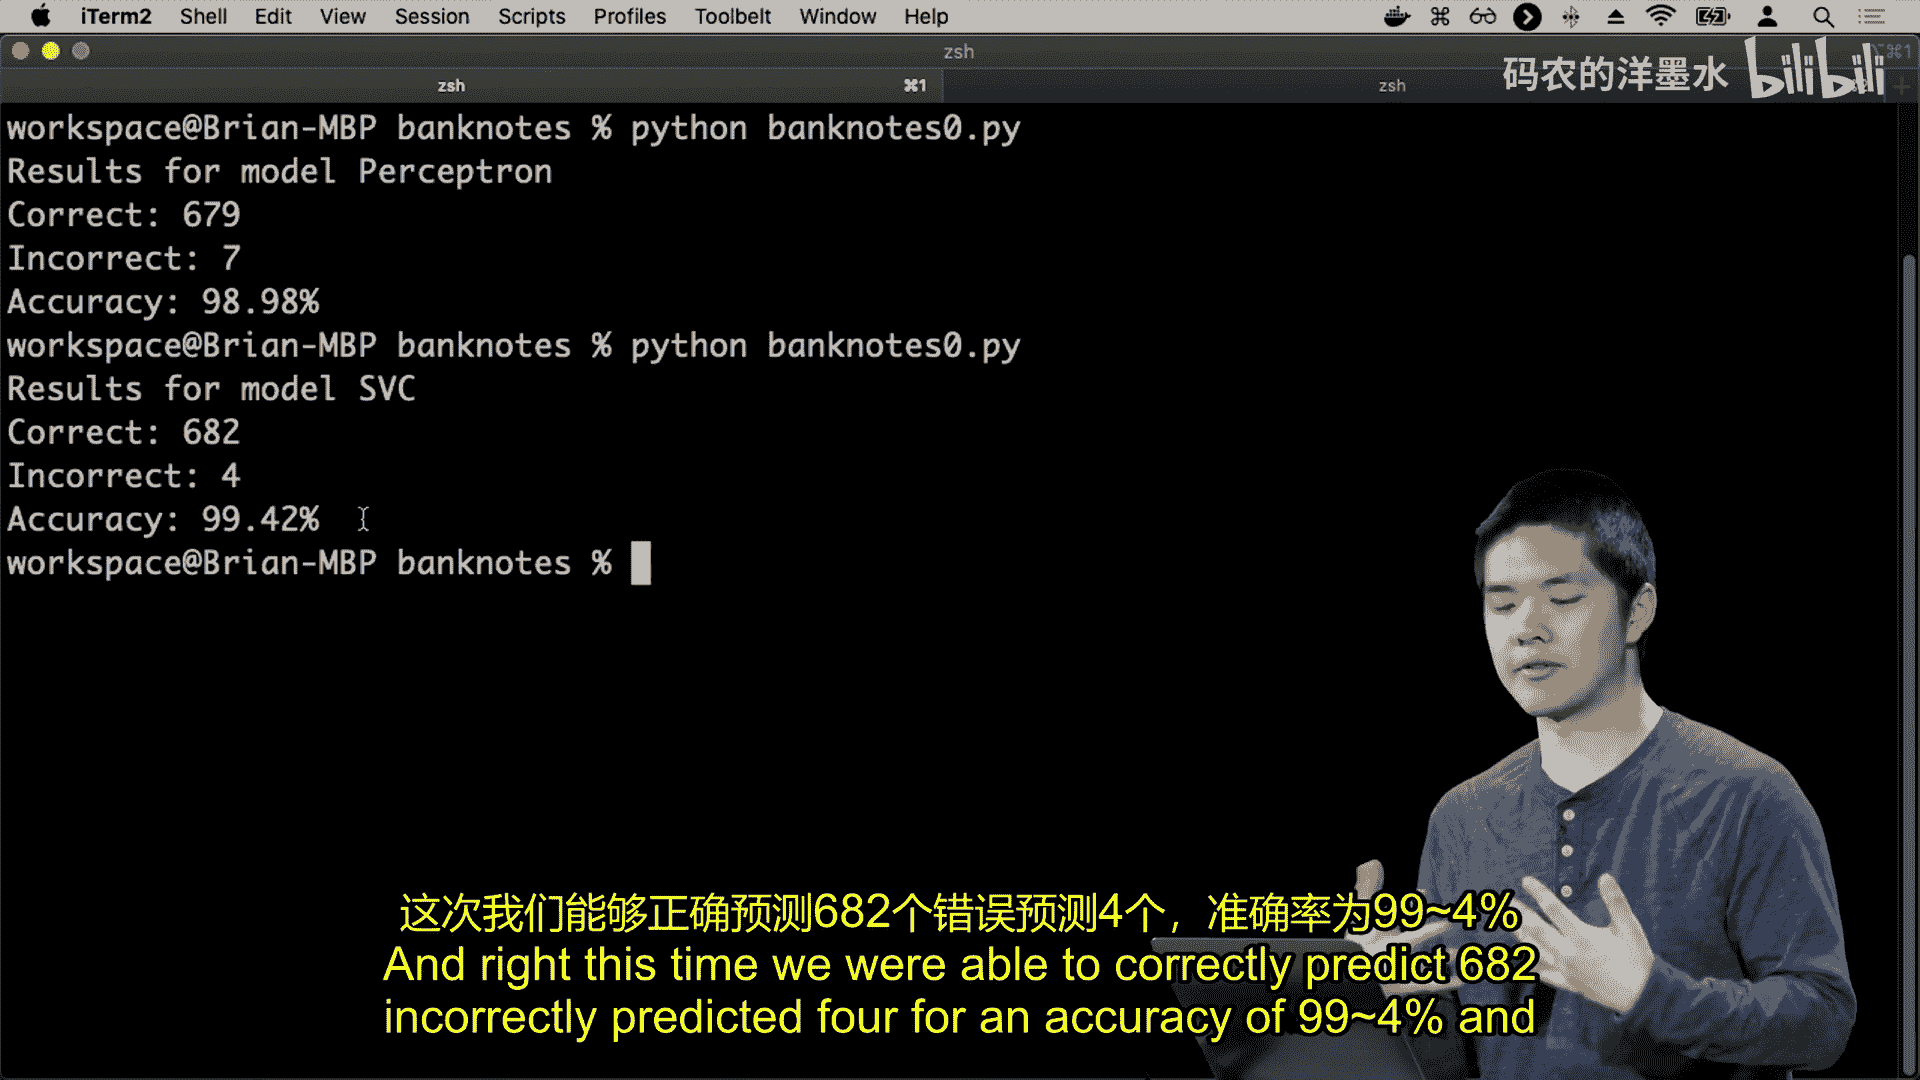 iTerm2 Shell Edit View Session Scripts Profiles Toolbelt Window Help
zsh ⌘1
zsh ⌘1 zsh
码农的洋墨水 bilibili
workspace@Brian-MBP banknotes % python banknotes0.py
Results for model Perceptron
Correct: 679
Incorrect: 7
Accuracy: 98.98%
workspace@Brian-MBP banknotes % python banknotes0.py
Results for model SVC
Correct: 682
Incorrect: 4
Accuracy: 99.42%
workspace@Brian-MBP banknotes %
这次我们能够正确预测682个错误预测4个，准确率为99~4%
And right this time we were able to correctly predict 682
incorrectly predicted four for an accuracy of 99~4% and